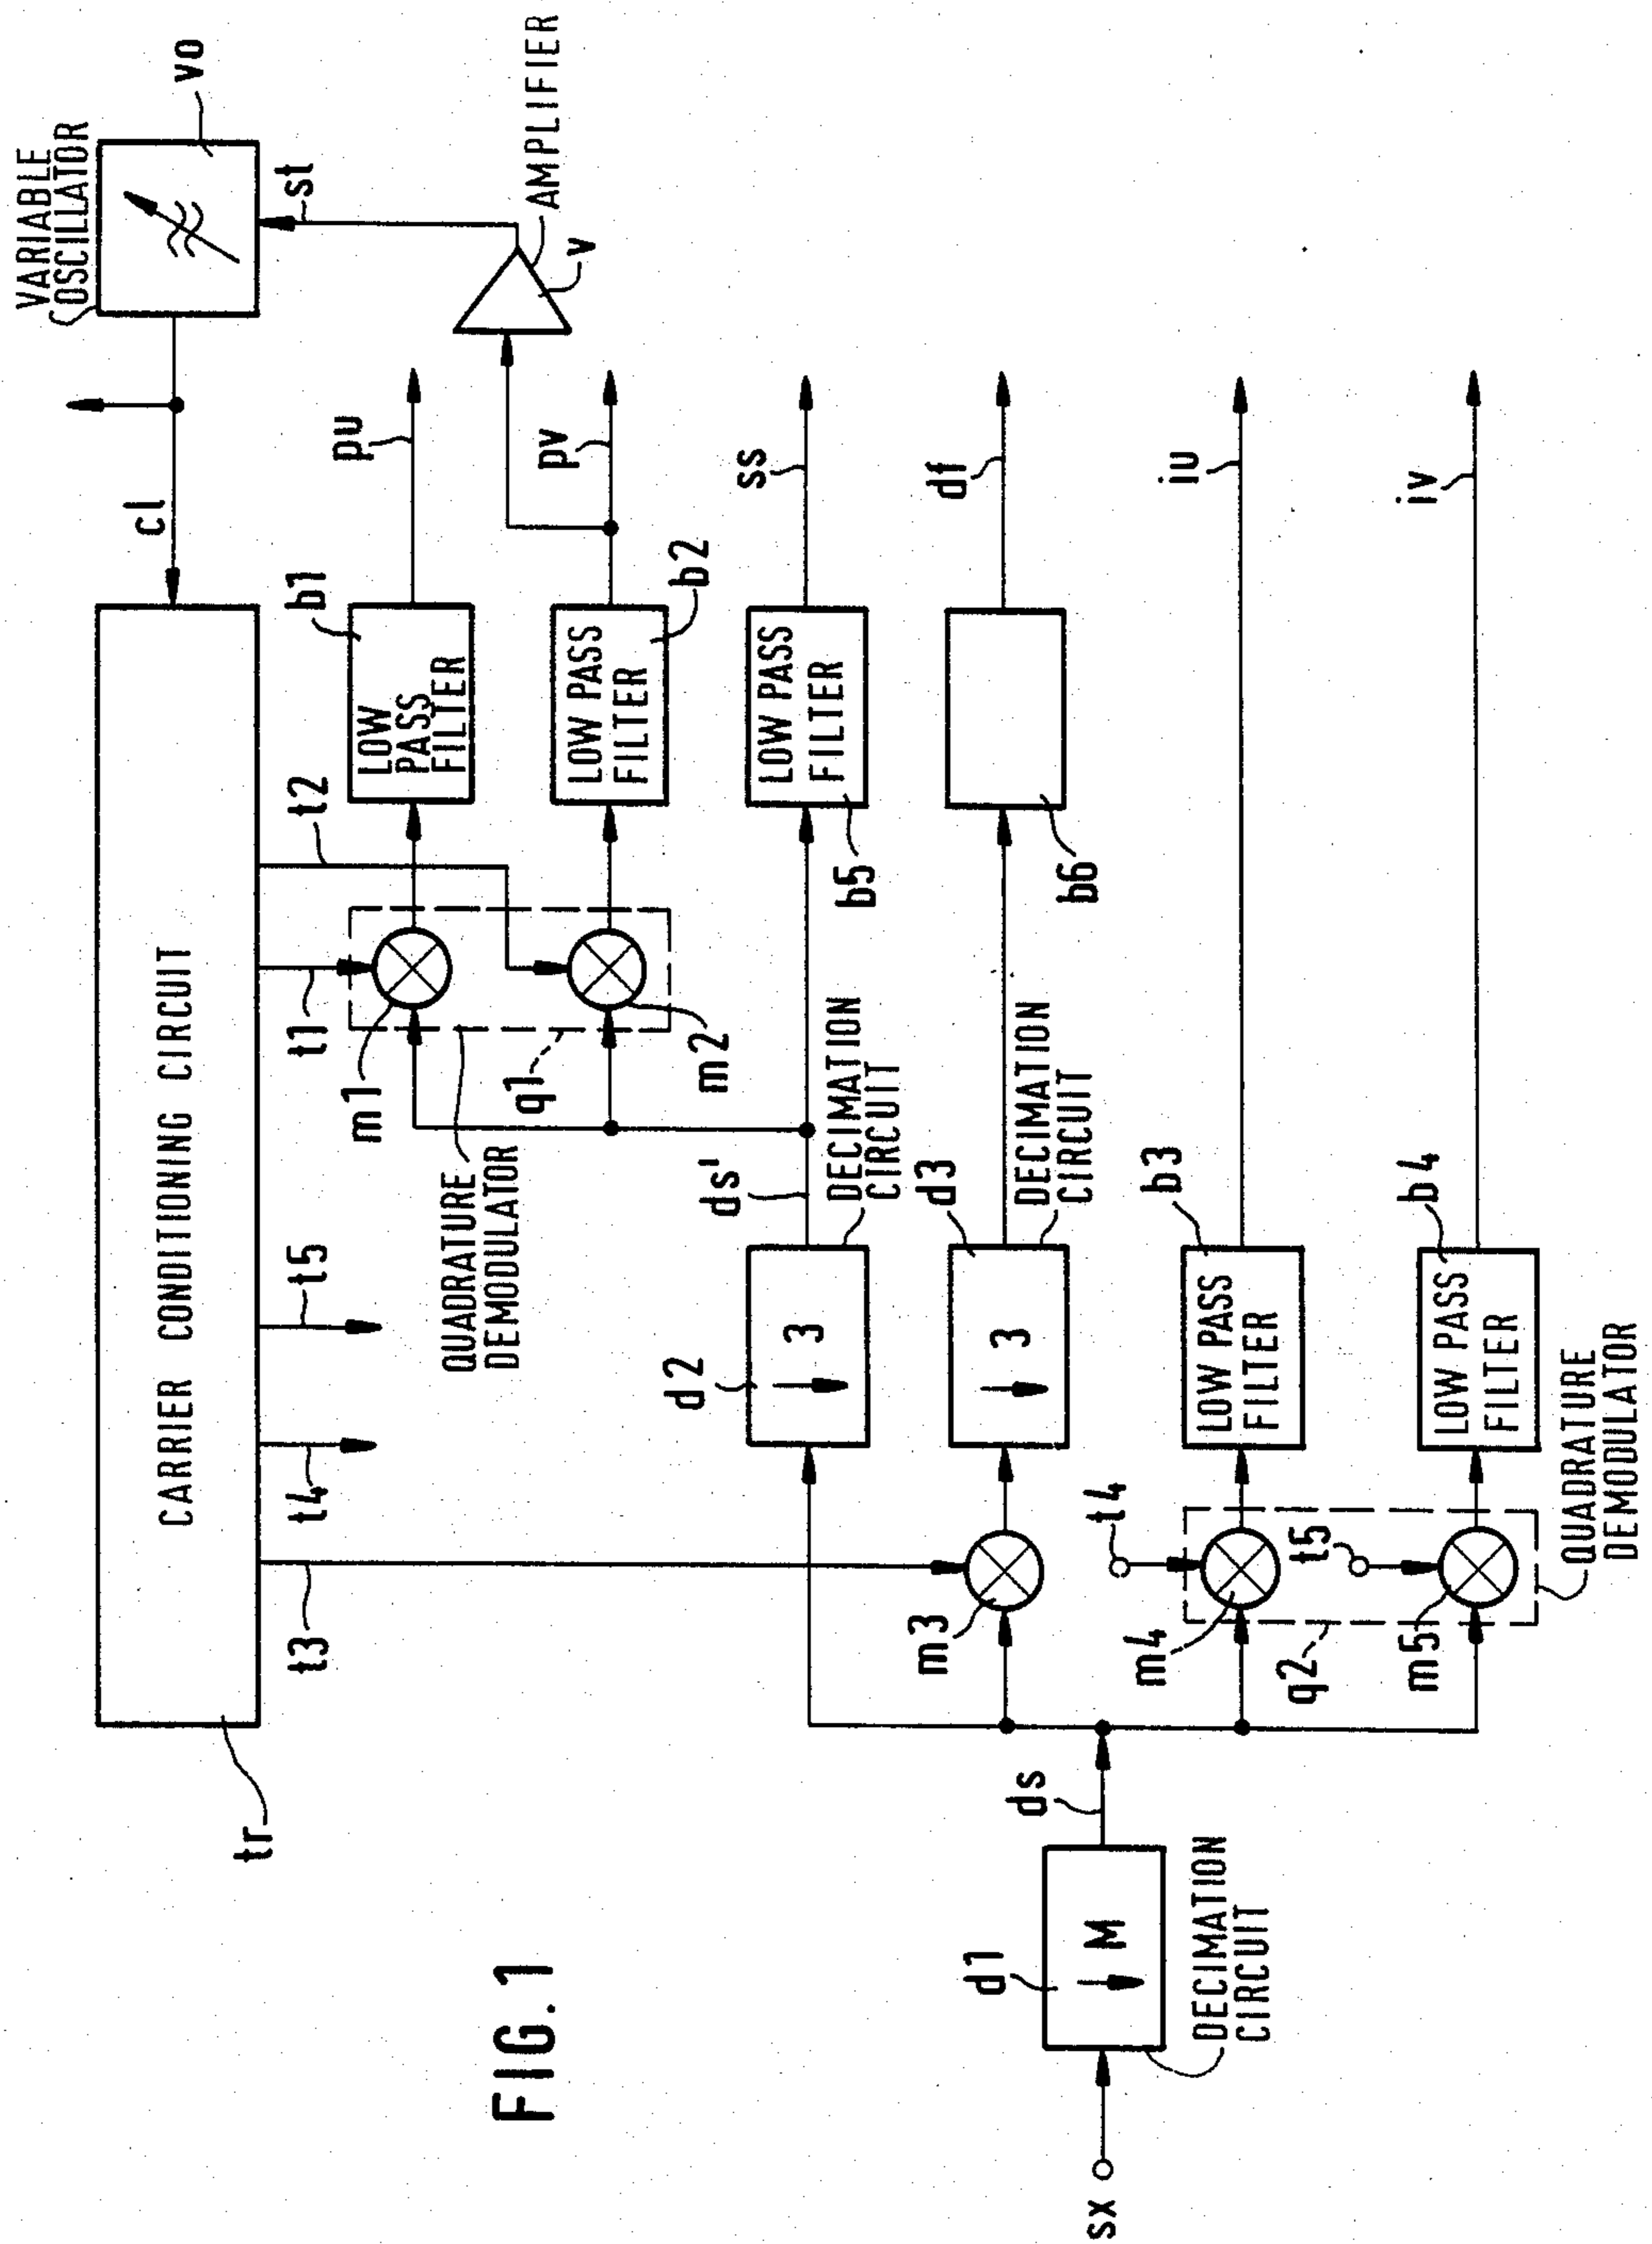 FIG. 1
VARIABLE
OSCILLATOR
vo
st
AMPLIFIER
v
cl
CARRIER CONDITIONING CIRCUIT
tr
t3
t4
t5
t1
t2
b1
LOW
PASS
FILTER
pu
m1
QUADRATURE
DEMODULATOR
q1
m2
LOW PASS
FILTER
b2
pv
d2
3
ds'
DECIMATION
CIRCUIT
LOW PASS
FILTER
b5
ss
m3
3
d3
DECIMATION
CIRCUIT
b6
df
sx
d1
M
DECIMATION
CIRCUIT
ds
t4
m4
LOW PASS
FILTER
b3
iu
q2
t5
m5
LOW PASS
FILTER
b4
iv
QUADRATURE
DEMODULATOR